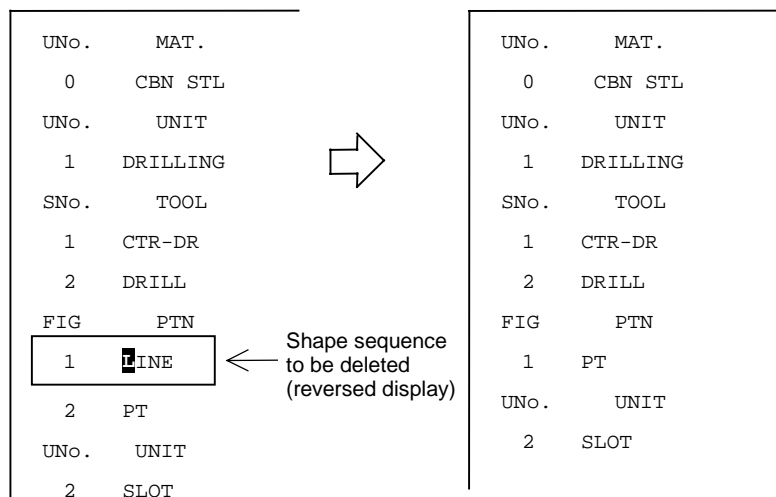 UNo. MAT.
0 CBN STL
UNo. UNIT
1 DRILLING
SNo. TOOL
1 CTR-DR
2 DRILL
FIG PTN
1 LINE
2 PT
UNo. UNIT
2 SLOT
Shape sequence
to be deleted
(reversed display)
UNo. MAT.
0 CBN STL
UNo. UNIT
1 DRILLING
SNo. TOOL
1 CTR-DR
2 DRILL
FIG PTN
1 PT
UNo. UNIT
2 SLOT